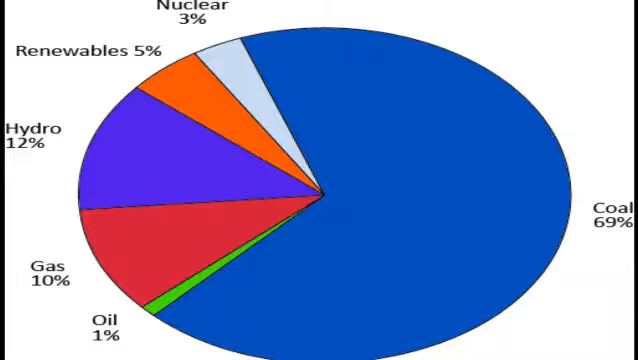 Nuclear
3%
Renewables 5%
Hydro
12%
Coal
69%
Gas
10%
Oil
1%